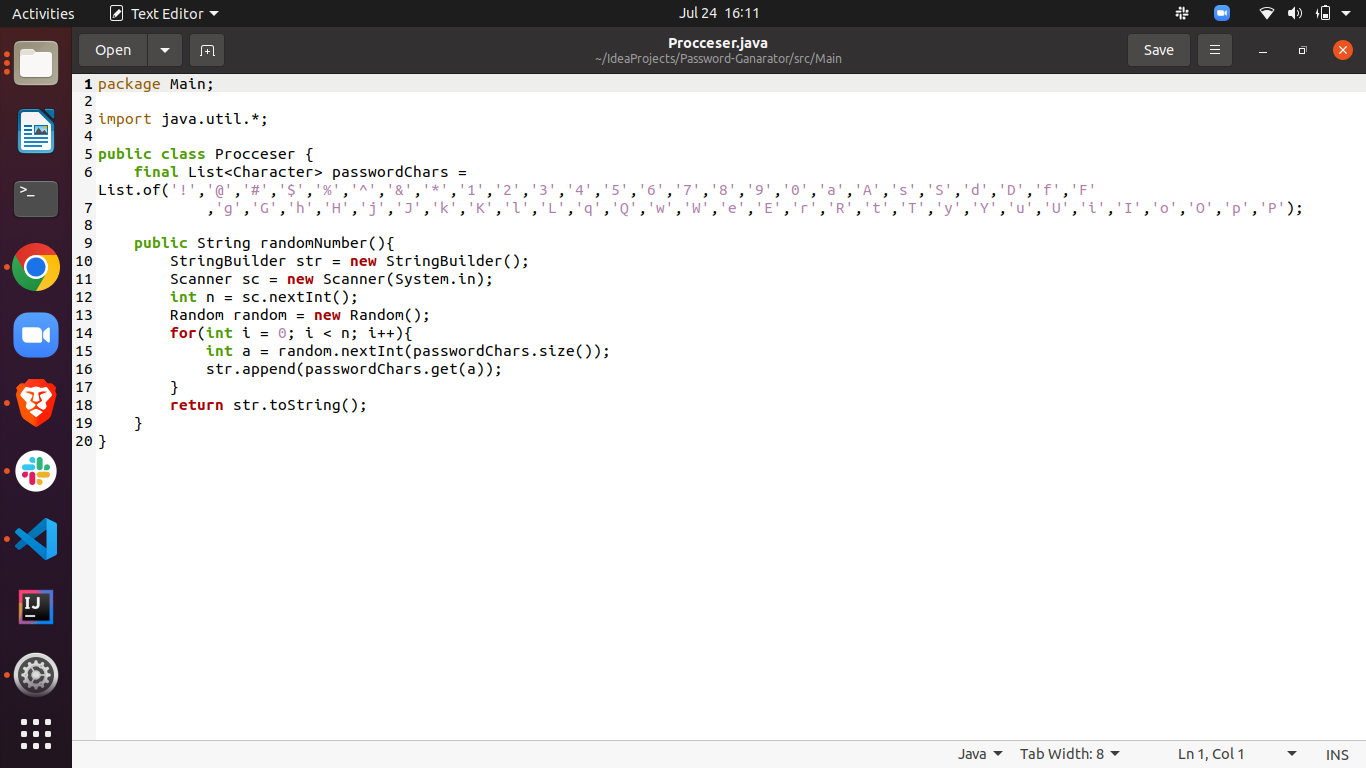 Activities Text Editor Jul 24 16:11
Open Procceser.java Save
~/IdeaProjects/Password-Ganarator/src/Main
1 package Main;
2
3 import java.util.*;
4
5 public class Procceser {
6 final List<Character> passwordChars =
List.of('!','@','#','$','%','^','&','*','1','2','3','4','5','6','7','8','9','0','a','A','s','S','d','D','f','F'
7 ,'g','G','h','H','j','J','k','K','l','L','q','Q','w','W','e','E','r','R','t','T','y','Y','u','U','i','I','o','O','p','P');
8
9 public String randomNumber(){
10 StringBuilder str = new StringBuilder();
11 Scanner sc = new Scanner(System.in);
12 int n = sc.nextInt();
13 Random random = new Random();
14 for(int i = 0; i < n; i++){
15 int a = random.nextInt(passwordChars.size());
16 str.append(passwordChars.get(a));
17 }
18 return str.toString();
19 }
20 }
Java Tab Width: 8 Ln 1, Col 1 INS
>_
IJ